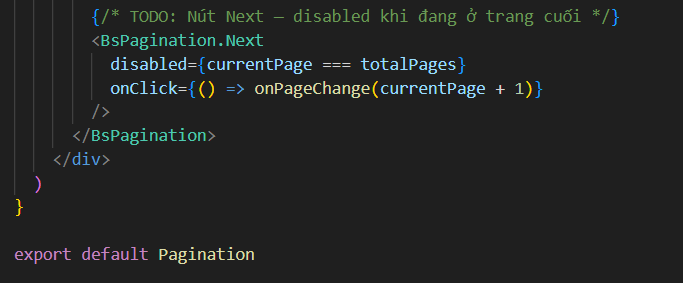 {/* TODO: Nút Next — disabled khi đang ở trang cuối */}
<BsPagination.Next
disabled={currentPage === totalPages}
onClick={() => onPageChange(currentPage + 1)}
/>
</BsPagination>
</div>
)
}
export default Pagination